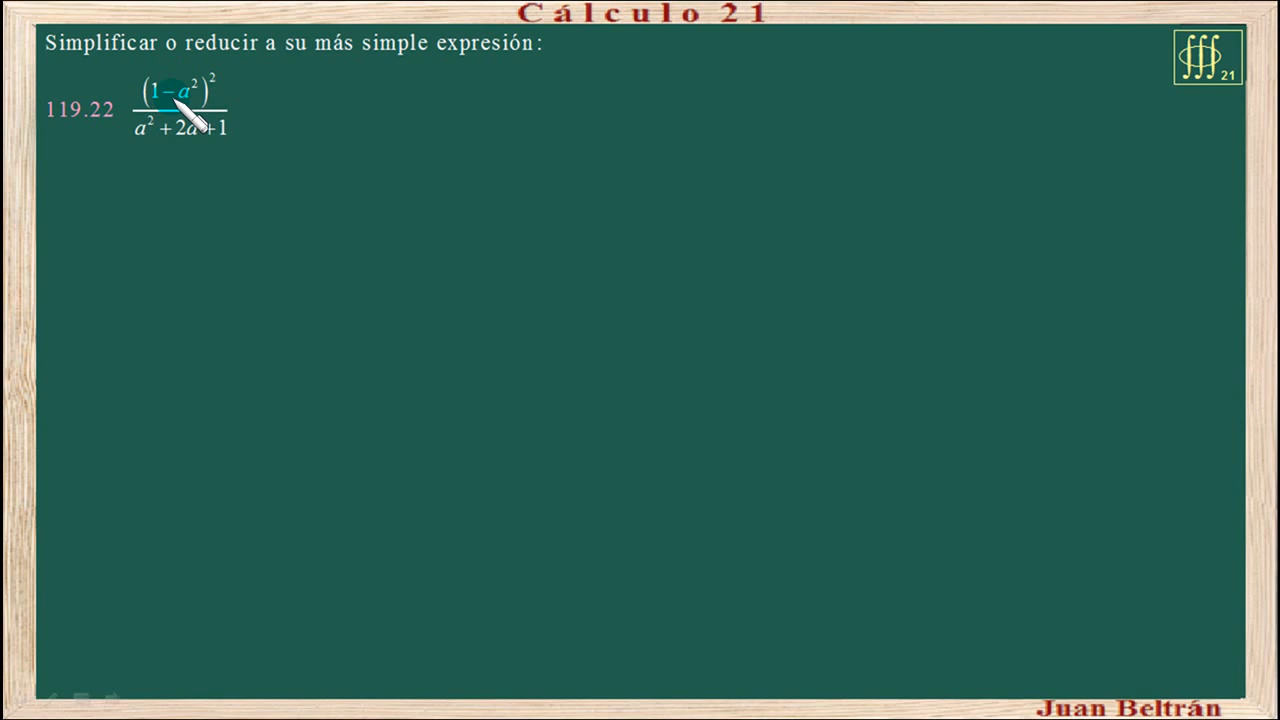 Cálculo 21
Simplificar o reducir a su más simple expresión:
21
119.22 (1−a²)² / a²+2a+1
Juan Beltrán